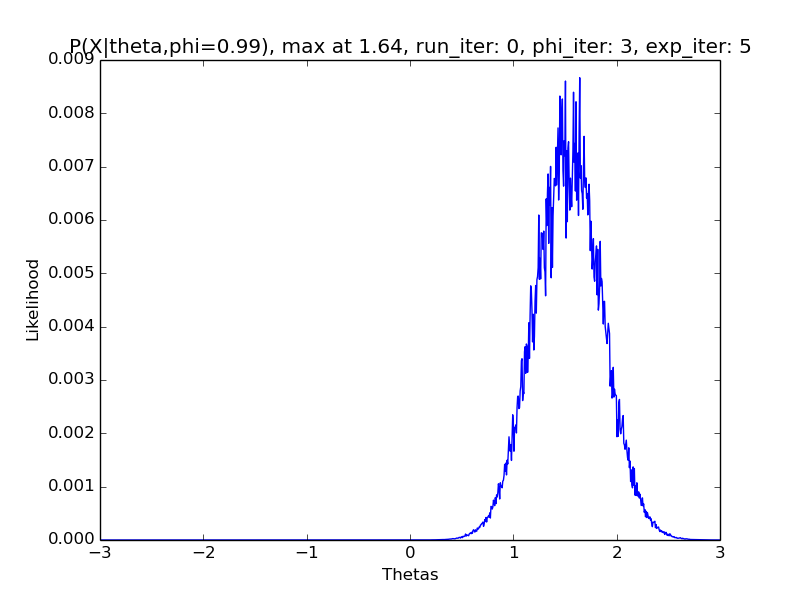 P(X|theta,phi=0.99), max at 1.64, run_iter: 0, phi_iter: 3, exp_iter: 5
0.009
0.008
0.007
0.006
0.005
0.004
0.003
0.002
0.001
0.000
Likelihood
−3 −2 −1 0 1 2 3
Thetas